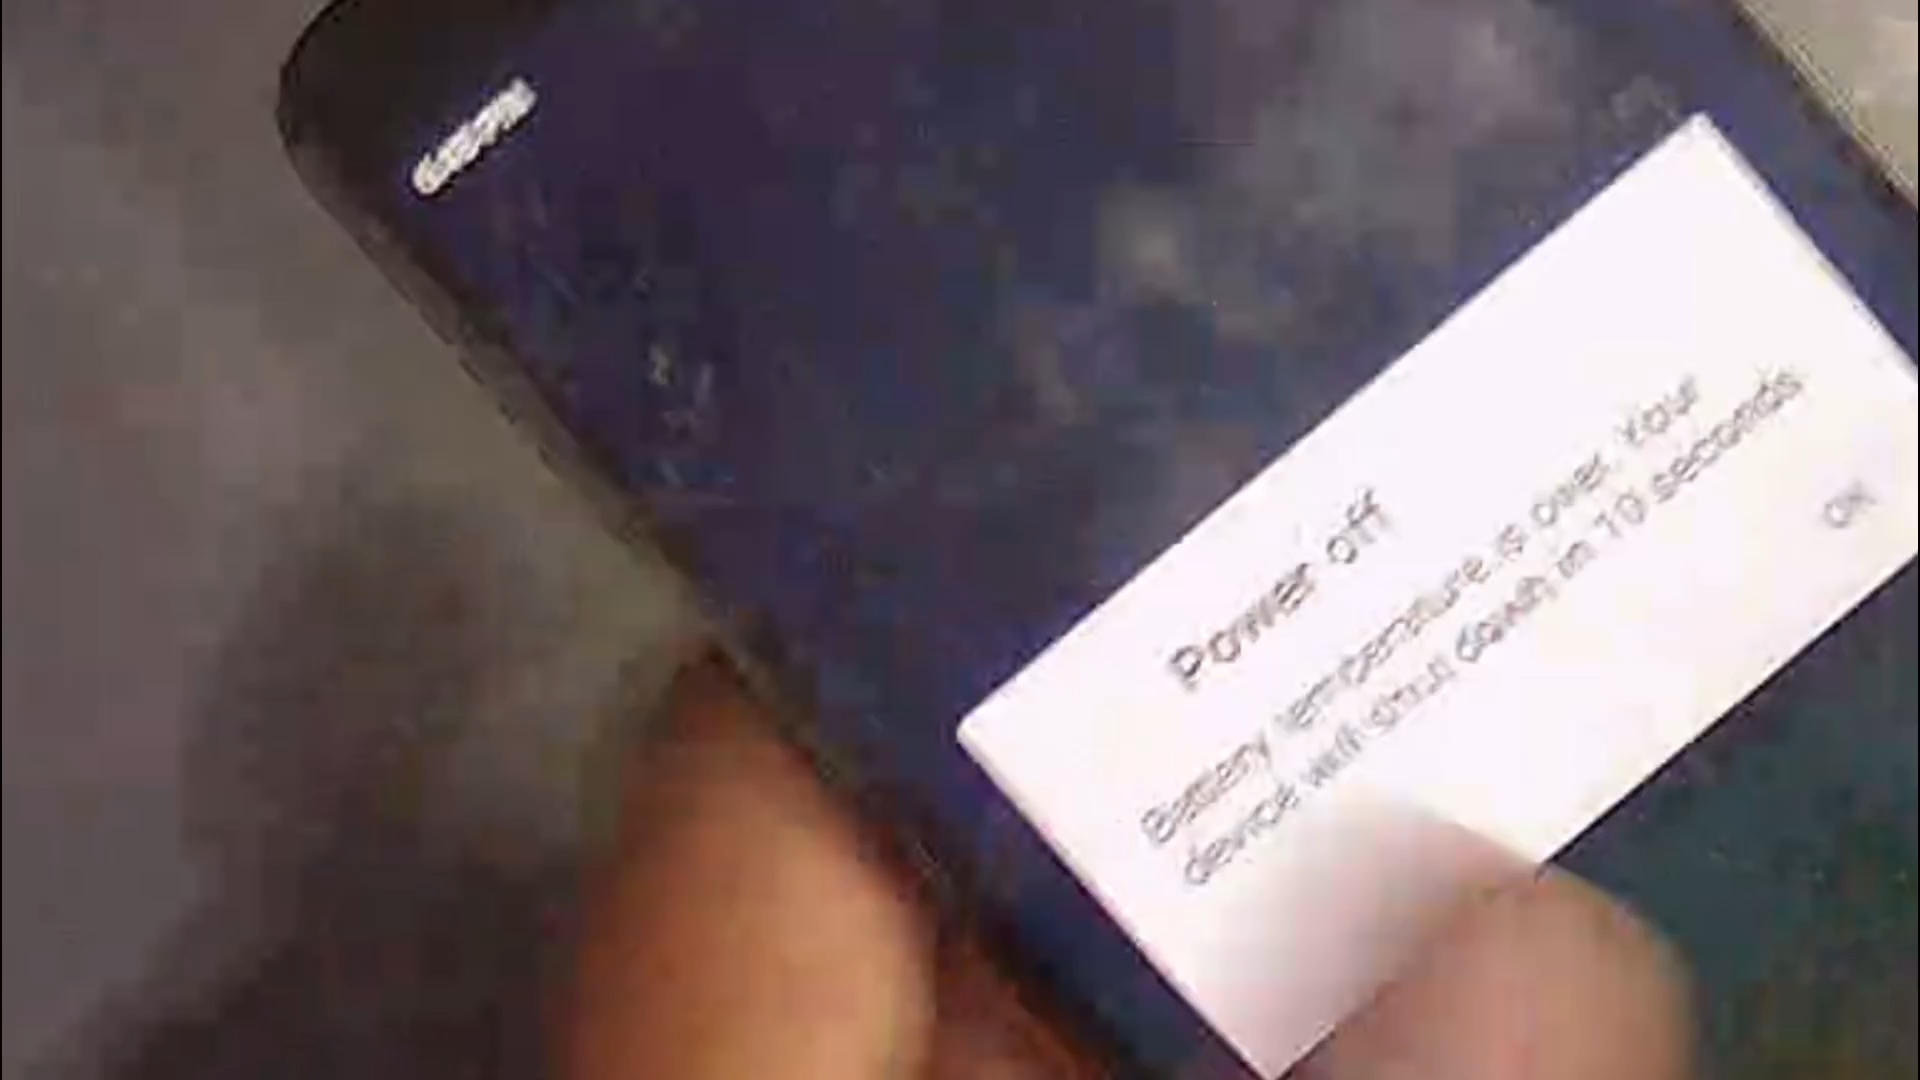 Power off
Battery temperature is over. Your
device will shut down in 10 seconds
OK